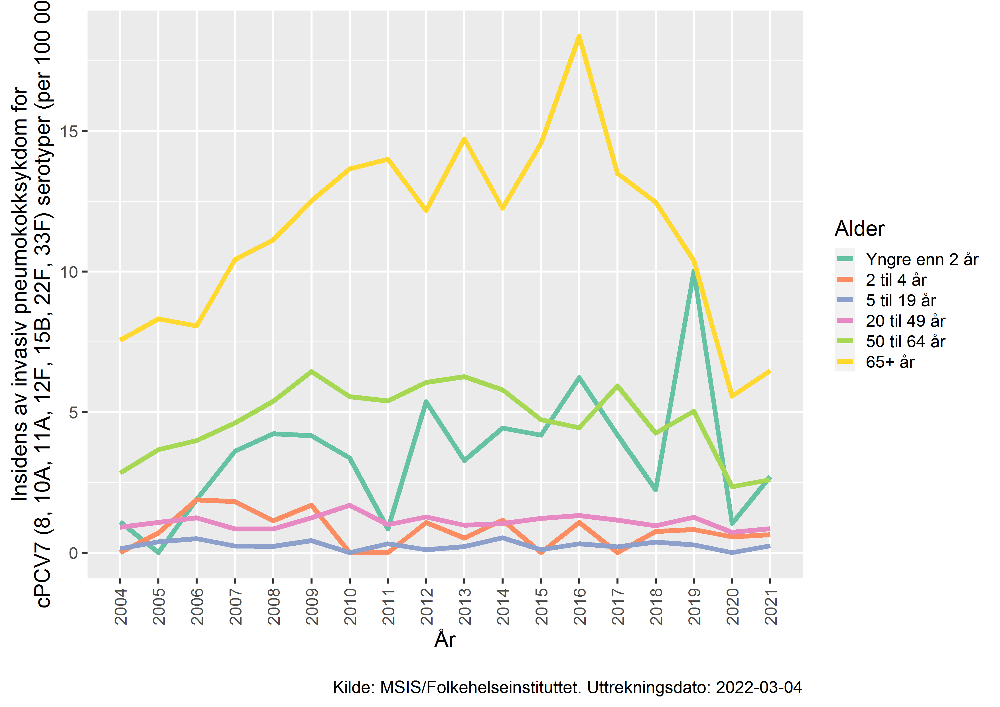 Insidens av invasiv pneumokokksykdom for
cPCV7 (8, 10A, 11A, 12F, 15B, 22F, 33F) serotyper (per 100 00
15
10
5
0
2004
2005
2006
2007
2008
2009
2010
2011
2012
2013
2014
2015
2016
2017
2018
2019
2020
2021
År
Alder
Yngre enn 2 år
2 til 4 år
5 til 19 år
20 til 49 år
50 til 64 år
65+ år
Kilde: MSIS/Folkehelseinstituttet. Uttrekningsdato: 2022-03-04